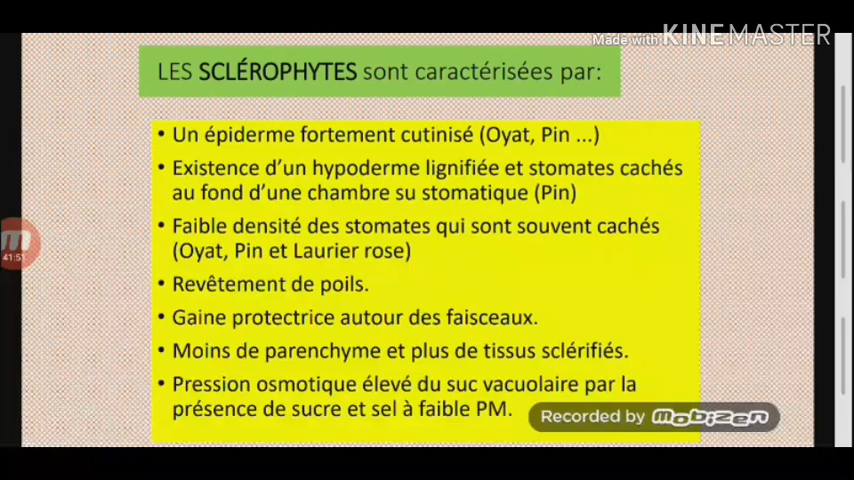 Made with KINEMASTER
LES SCLÉROPHYTES sont caractérisées par:
• Un épiderme fortement cutinisé (Oyat, Pin ...)
• Existence d'un hypoderme lignifiée et stomates cachés
au fond d'une chambre su stomatique (Pin)
• Faible densité des stomates qui sont souvent cachés
(Oyat, Pin et Laurier rose)
• Revêtement de poils.
• Gaine protectrice autour des faisceaux.
• Moins de parenchyme et plus de tissus sclérifiés.
• Pression osmotique élevé du suc vacuolaire par la
présence de sucre et sel à faible PM.
Recorded by mobizen
41:51